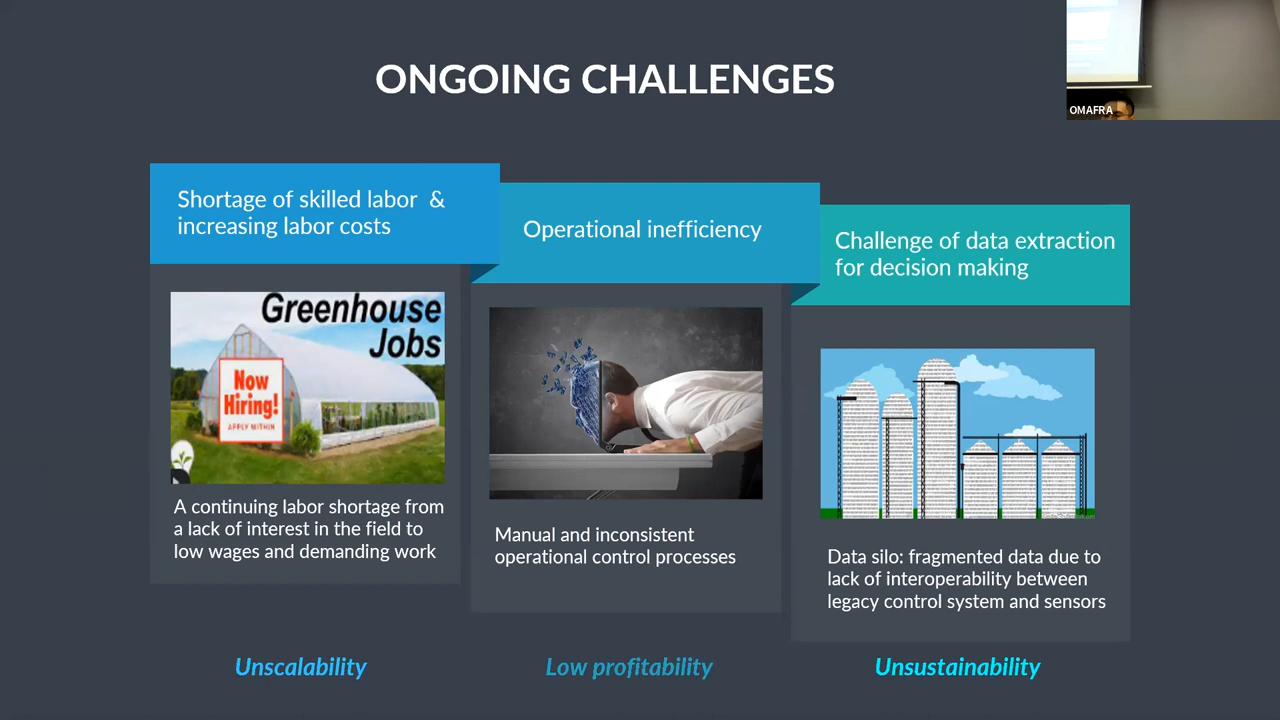 ONGOING CHALLENGES
OMAFRA
Shortage of skilled labor &
increasing labor costs
Greenhouse
Jobs
Now
Hiring!
APPLY WITHIN
A continuing labor shortage from
a lack of interest in the field to
low wages and demanding work
Unscalability
Operational inefficiency
Manual and inconsistent
operational control processes
Low profitability
Challenge of data extraction
for decision making
Data silo: fragmented data due to
lack of interoperability between
legacy control system and sensors
Unsustainability